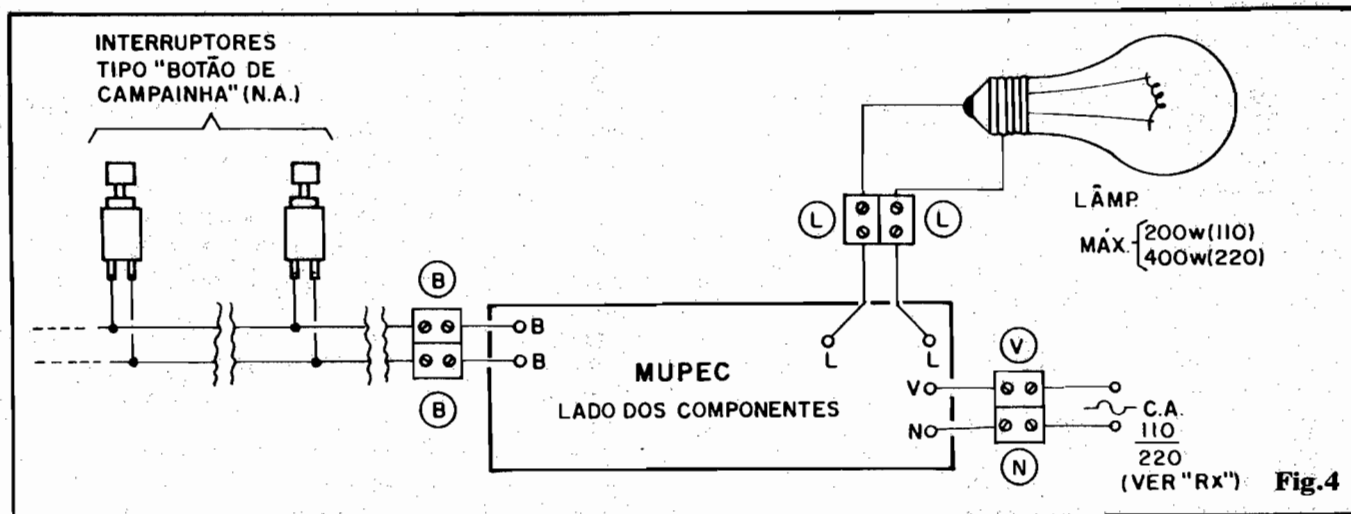 INTERRUPTORES
TIPO "BOTÃO DE
CAMPAINHA" (N.A.)
LÂMP.
MÁX. 200w(110)
400w(220)
L L
B
B
B
B
L L
MUPEC
LADO DOS COMPONENTES
V
N
V
N
C.A.
110
220
(VER "RX")
Fig.4